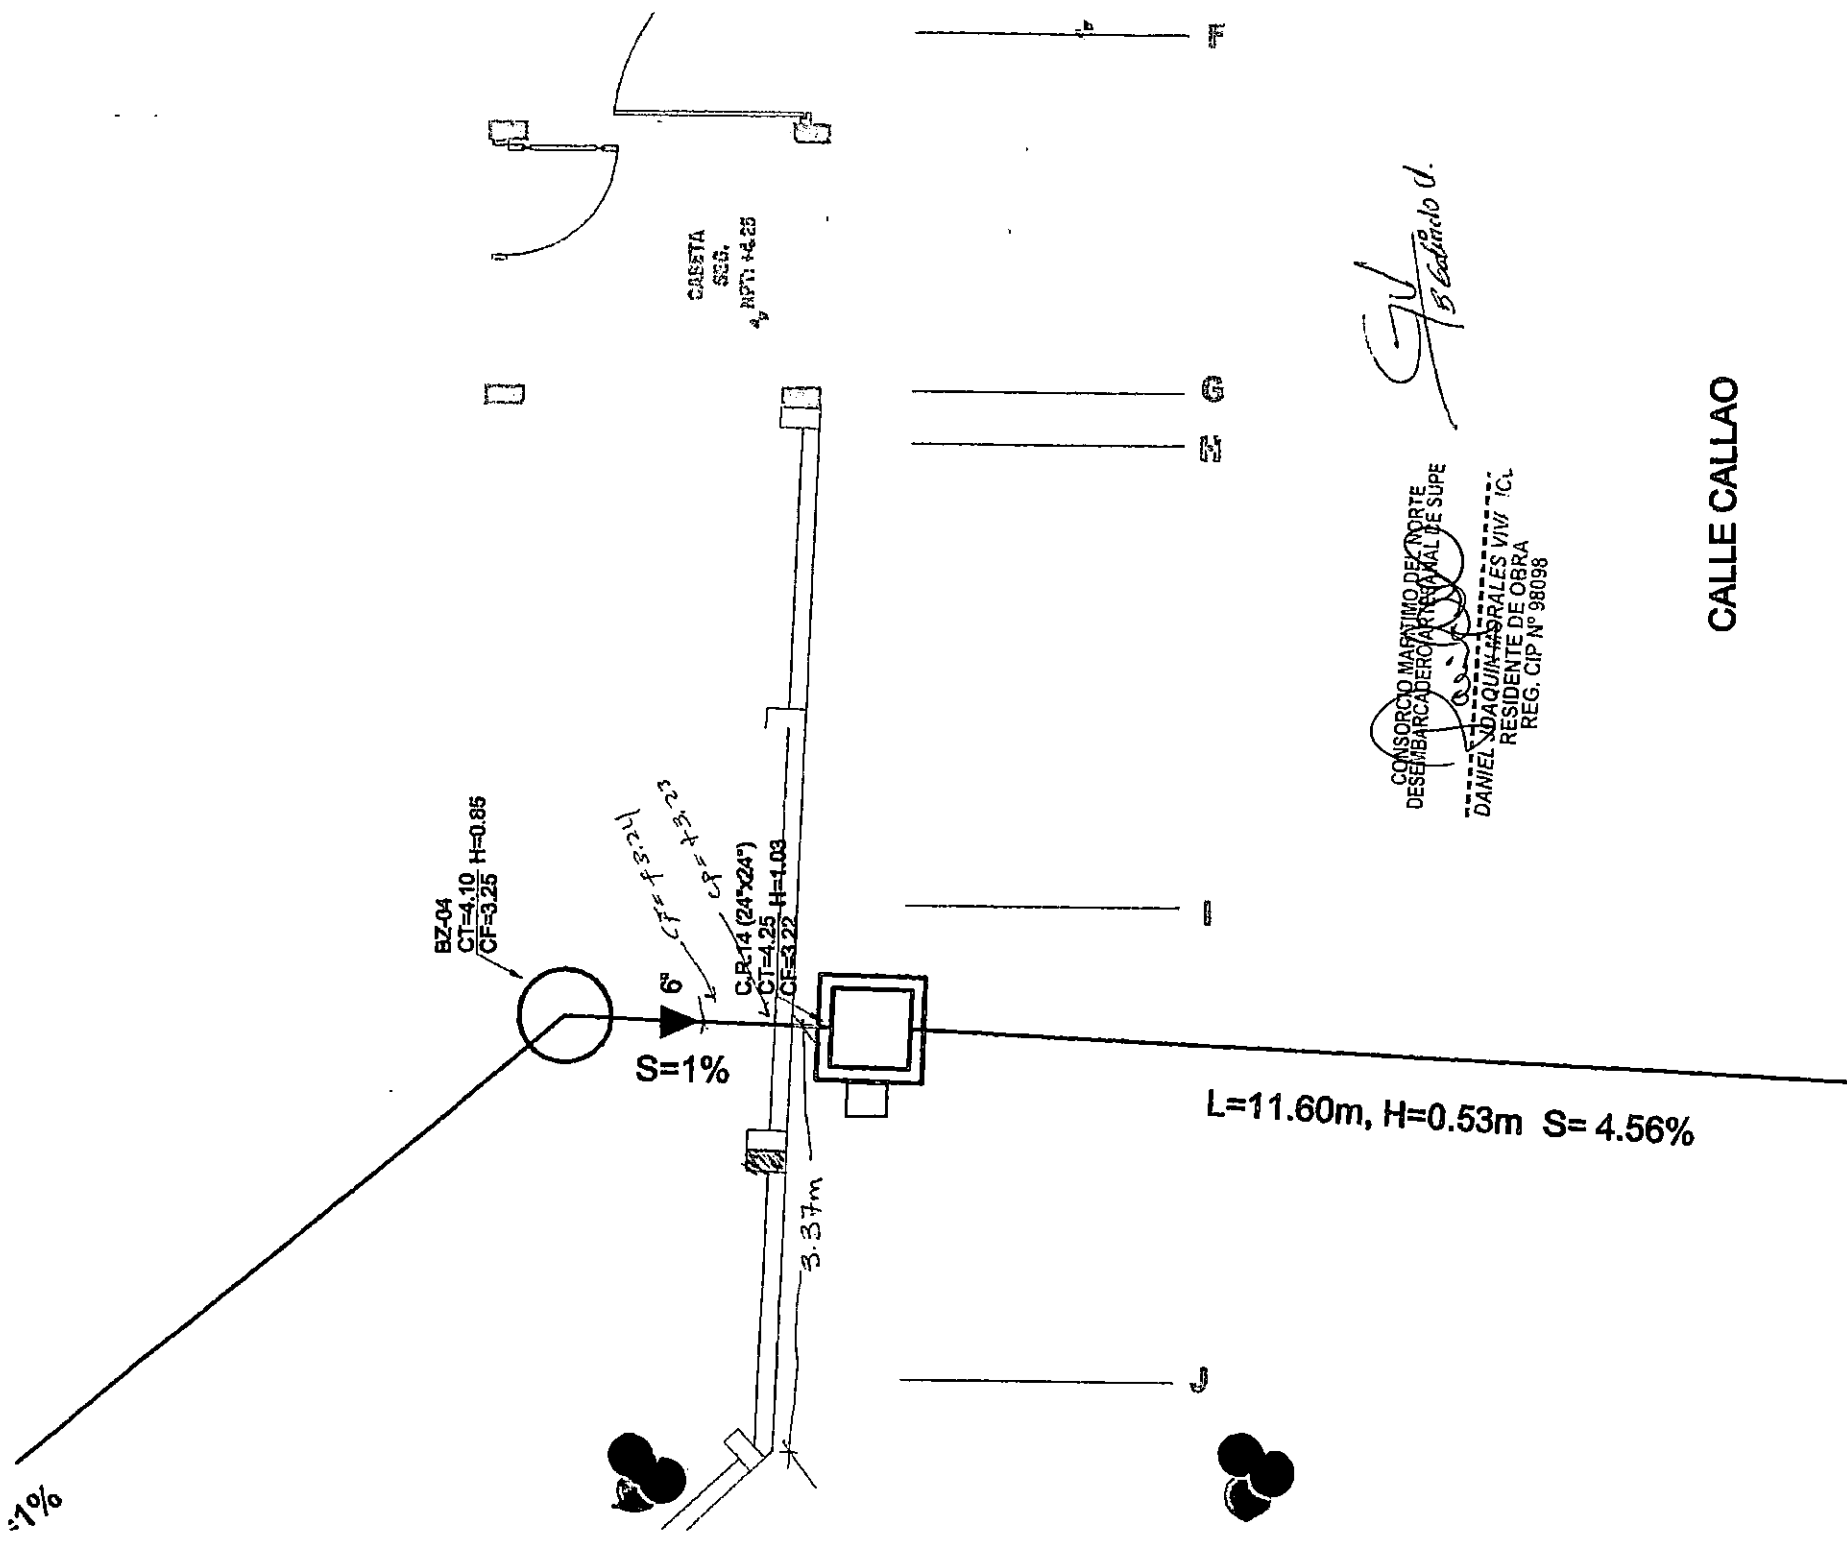 F
CASETA
SEG.
NPT: +4.25
G
H
BZ-04
CT=4.10
CF=3.25
H=0.85
CF=+3.24
CF=+3.23
C.R.14 (24"x24")
CT=4.25
CF=3.22
H=1.03
6"
S=1%
I
L=11.60m, H=0.53m S= 4.56%
3.37m
J
1%
CONSORCIO MARITIMO DEL NORTE
DESEMBARCADERO ARTESANAL DE SUPE
DANIEL JOAQUIN MORALES
RESIDENTE DE OBRA
REG. CIP N° 98098
CALLE CALLAO